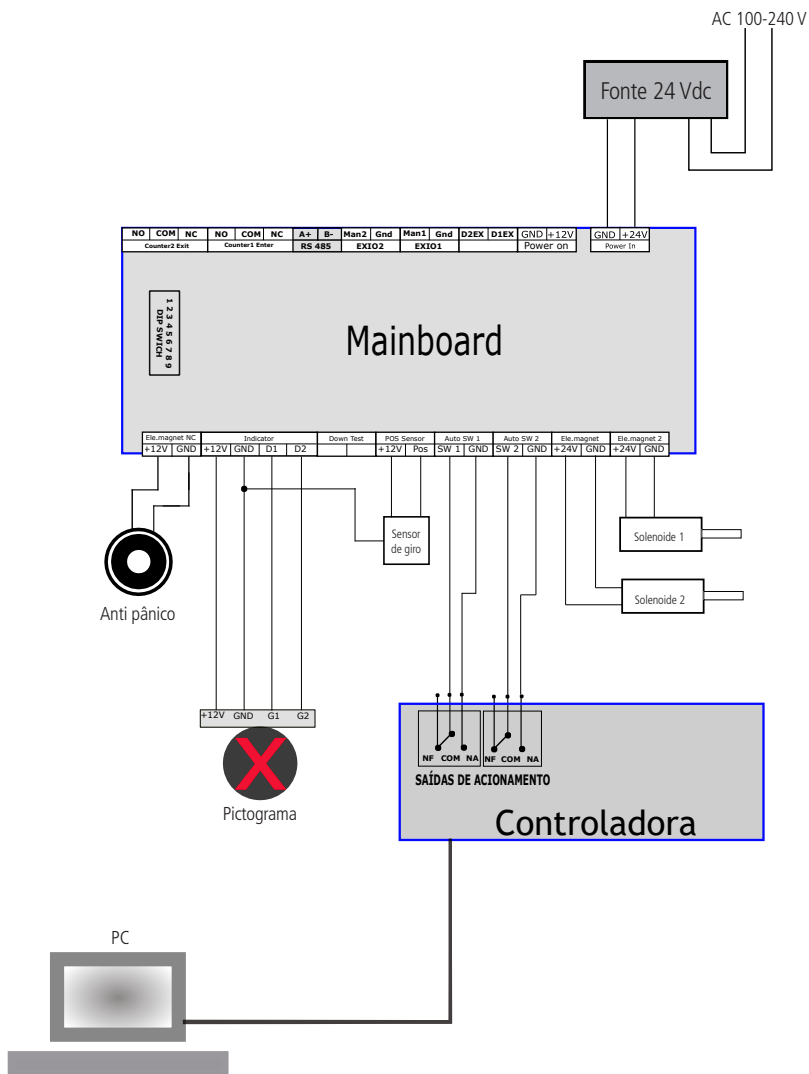 AC 100-240 V
Fonte 24 Vdc
NO COM NC NO COM NC A+ B- Man2 Gnd Man1 Gnd D2EX D1EX GND +12V GND +24V
Counter2 Exit Counter1 Enter RS 485 EXIO2 EXIO1 Power on Power In
1 2 3 4 5 6 7 8 9
DIP SWICH
Mainboard
Ele.magnet NC Indicator Down Test POS Sensor Auto SW 1 Auto SW 2 Ele.magnet Ele.magnet 2
+12V GND +12V GND D1 D2 +12V Pos SW 1 GND SW 2 GND +24V GND +24V GND
Sensor
de giro
Solenoide 1
Solenoide 2
Anti pânico
+12V GND G1 G2
X
Pictograma
NF COM NA NF COM NA
SAÍDAS DE ACIONAMENTO
Controladora
PC